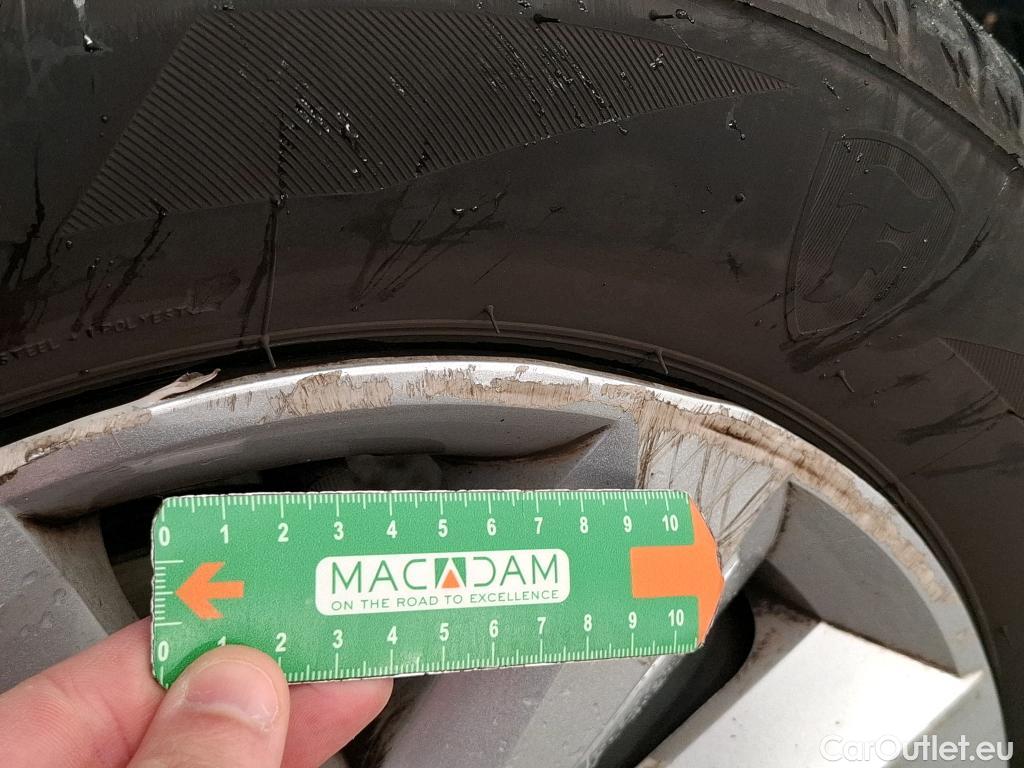 STEEL 1 POLYESTER
0 1 2 3 4 5 6 7 8 9 10
MACADAM
ON THE ROAD TO EXCELLENCE
0 1 2 3 4 5 6 7 8 9 10
CarOutlet.eu